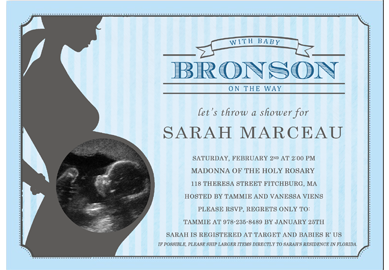 WITH BABY
BRONSON
ON THE WAY
let's throw a shower for
SARAH MARCEAU
SATURDAY, FEBRUARY 2ND AT 2:00 PM
MADONNA OF THE HOLY ROSARY
118 THERESA STREET FITCHBURG, MA
HOSTED BY TAMMIE AND VANESSA VIENS
PLEASE RSVP, REGRETS ONLY TO
TAMMIE AT 978-235-8489 BY JANUARY 25TH
SARAH IS REGISTERED AT TARGET AND BABIES R' US
IF POSSIBLE, PLEASE SHIP LARGER ITEMS DIRECTLY TO SARAH'S RESIDENCE IN FLORIDA